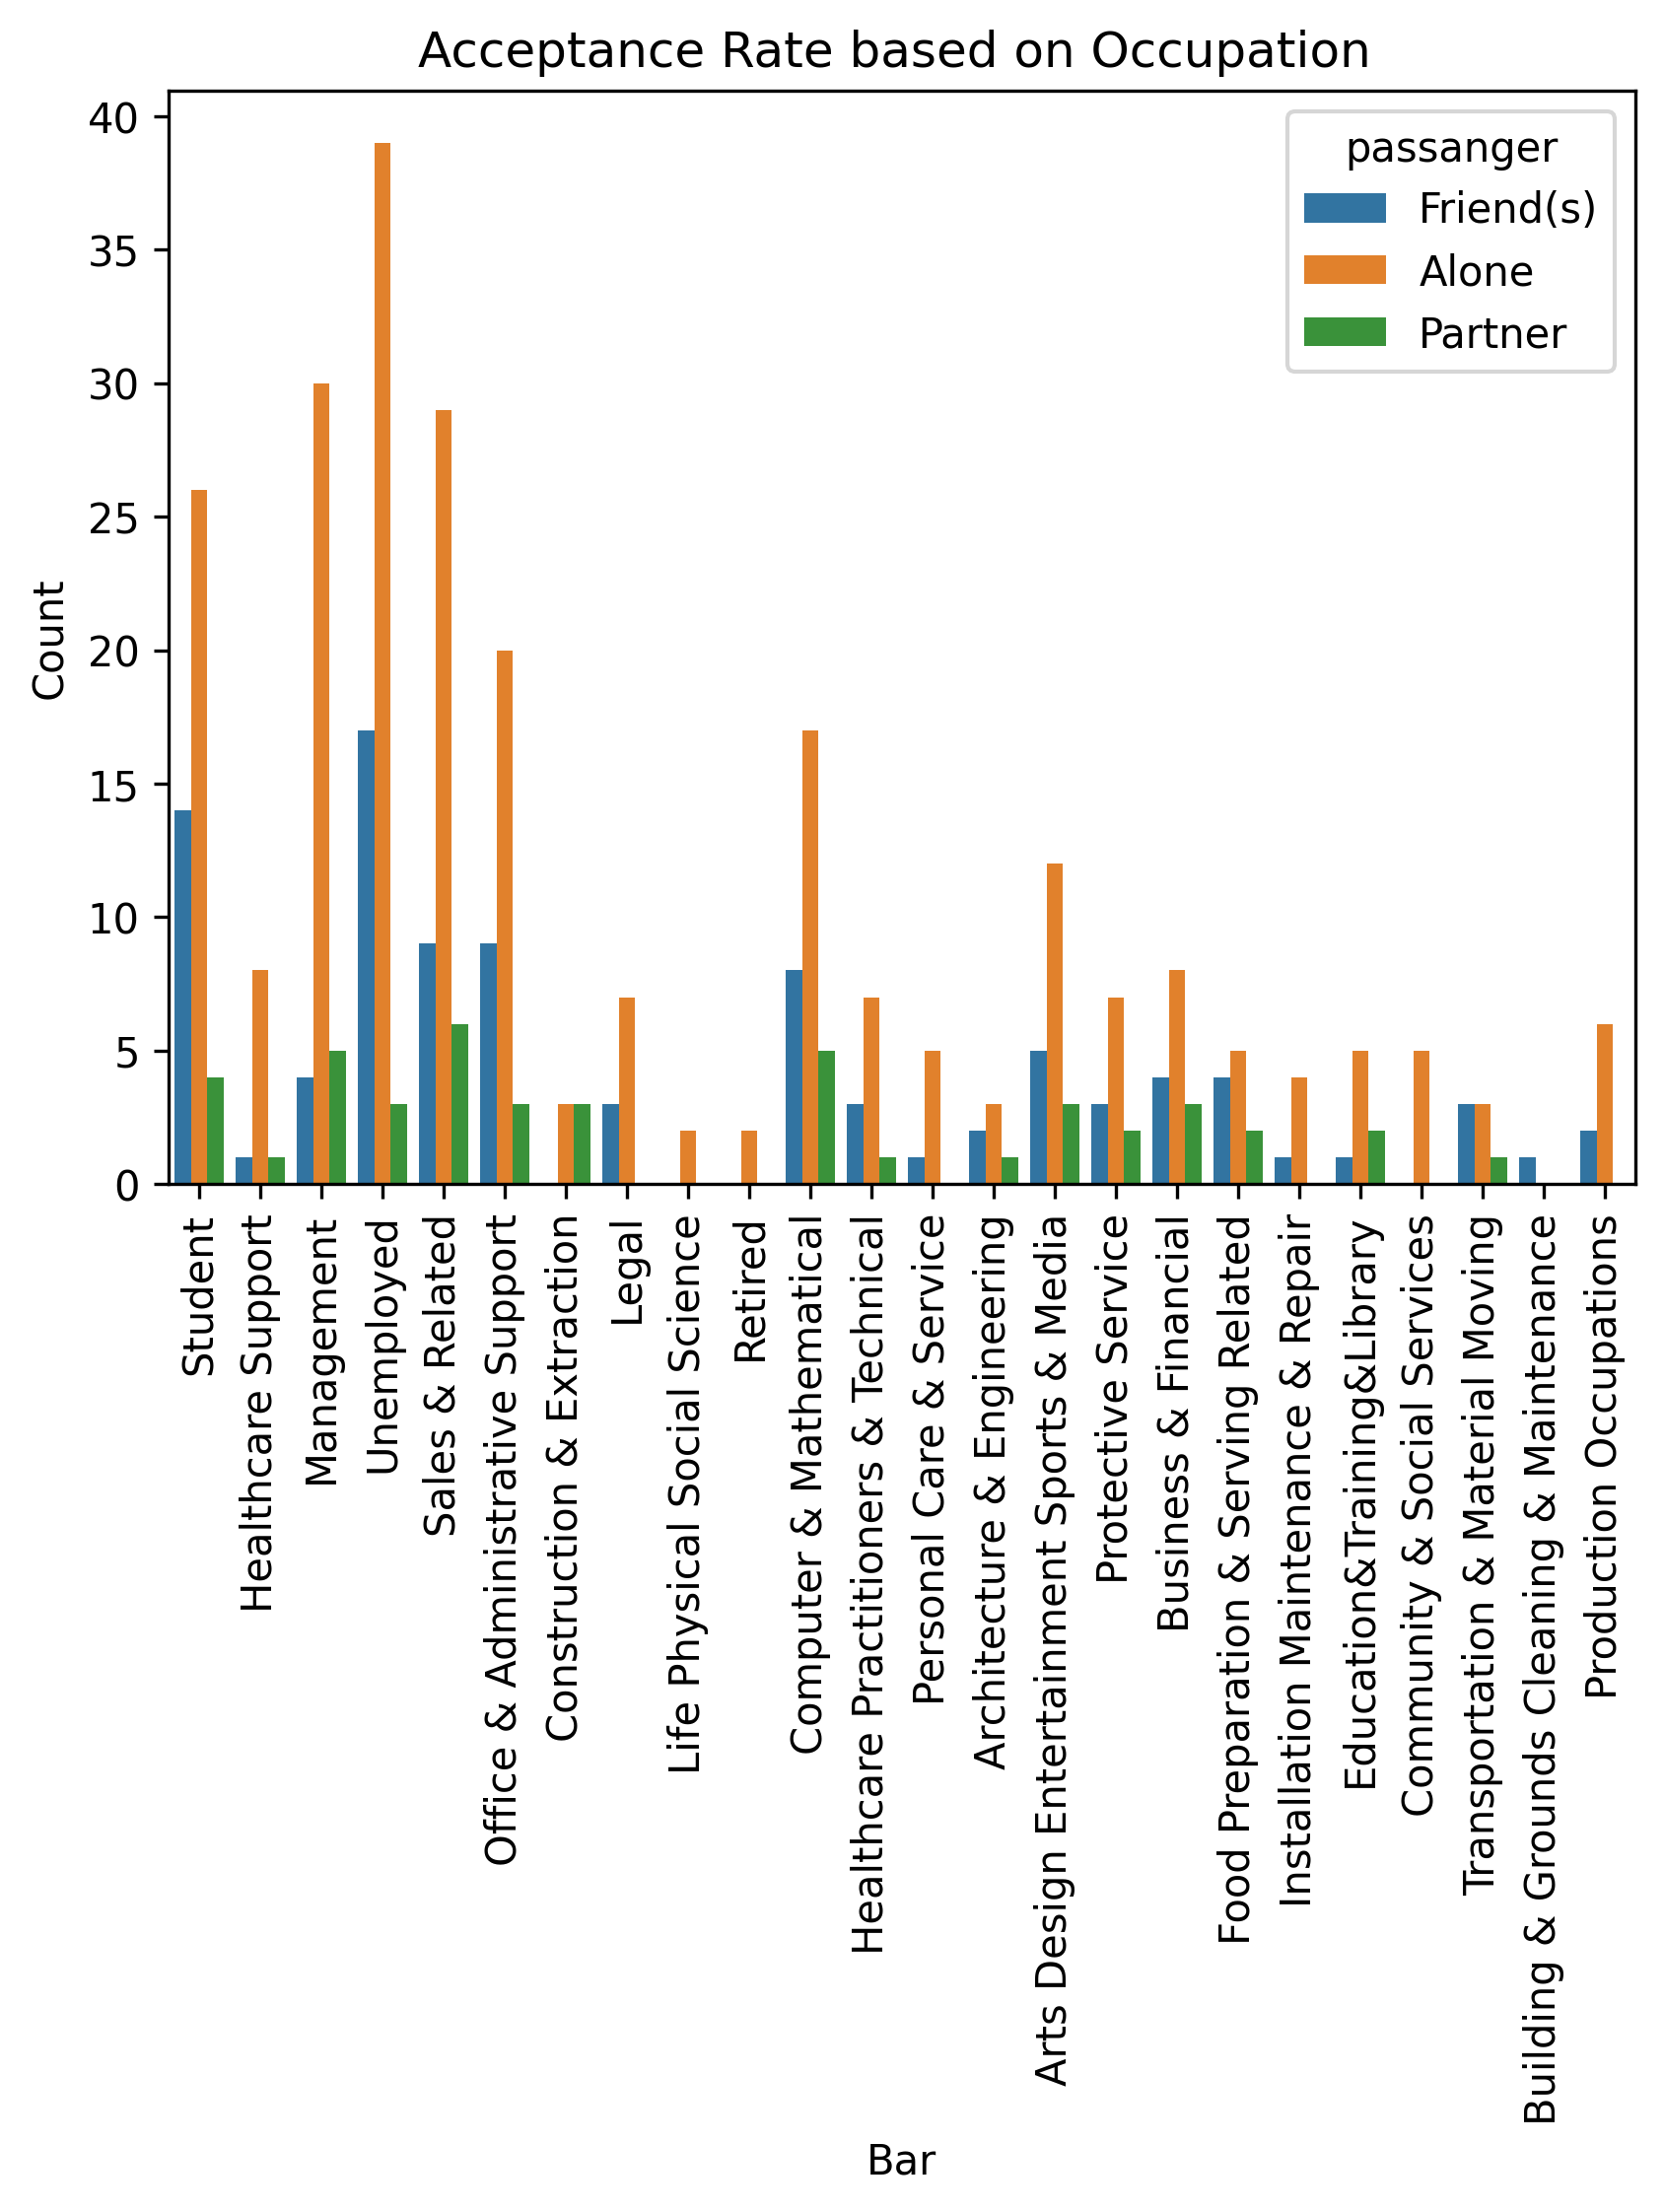 Acceptance Rate based on Occupation
passanger
Friend(s)
Alone
Partner
Count
40
35
30
25
20
15
10
5
0
Student
Healthcare Support
Management
Unemployed
Sales & Related
Office & Administrative Support
Construction & Extraction
Legal
Life Physical Social Science
Retired
Computer & Mathematical
Healthcare Practitioners & Technical
Personal Care & Service
Architecture & Engineering
Arts Design Entertainment Sports & Media
Protective Service
Business & Financial
Food Preparation & Serving Related
Installation Maintenance & Repair
Education&Training&Library
Community & Social Services
Transportation & Material Moving
Building & Grounds Cleaning & Maintenance
Production Occupations
Bar